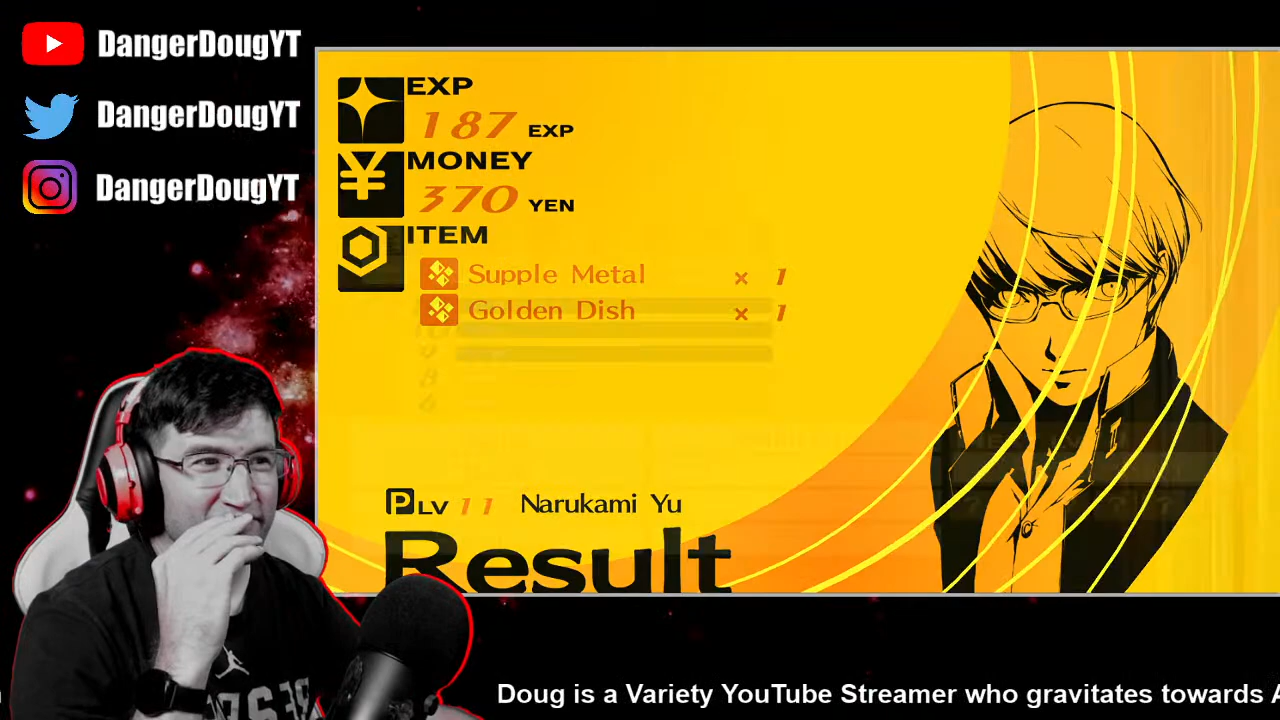 DangerDougYT
DangerDougYT
DangerDougYT
EXP
187 EXP
MONEY
370 YEN
ITEM
Supple Metal × 1
Golden Dish × 1
P LV 11 Narukami Yu
Result
Doug is a Variety YouTube Streamer who gravitates towards A